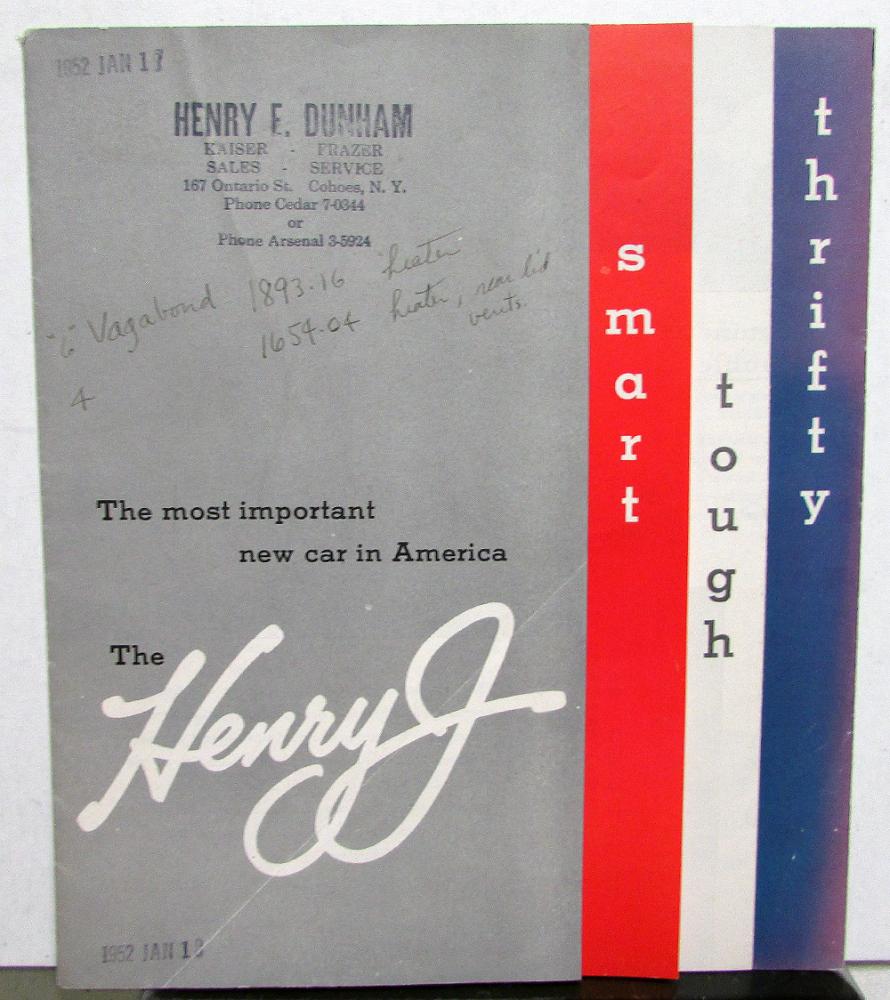 1952 JAN 17
HENRY E. DUNHAM
KAISER - FRAZER
SALES - SERVICE
167 Ontario St. Cohoes, N. Y.
Phone Cedar 7-0344
or
Phone Arsenal 3-5924
"6" Vagabond 1893.16 heater
1654.04 heater, rear lid
vents.
4
The most important
new car in America
The
Henry J
1952 JAN 18
smart
tough
thrifty